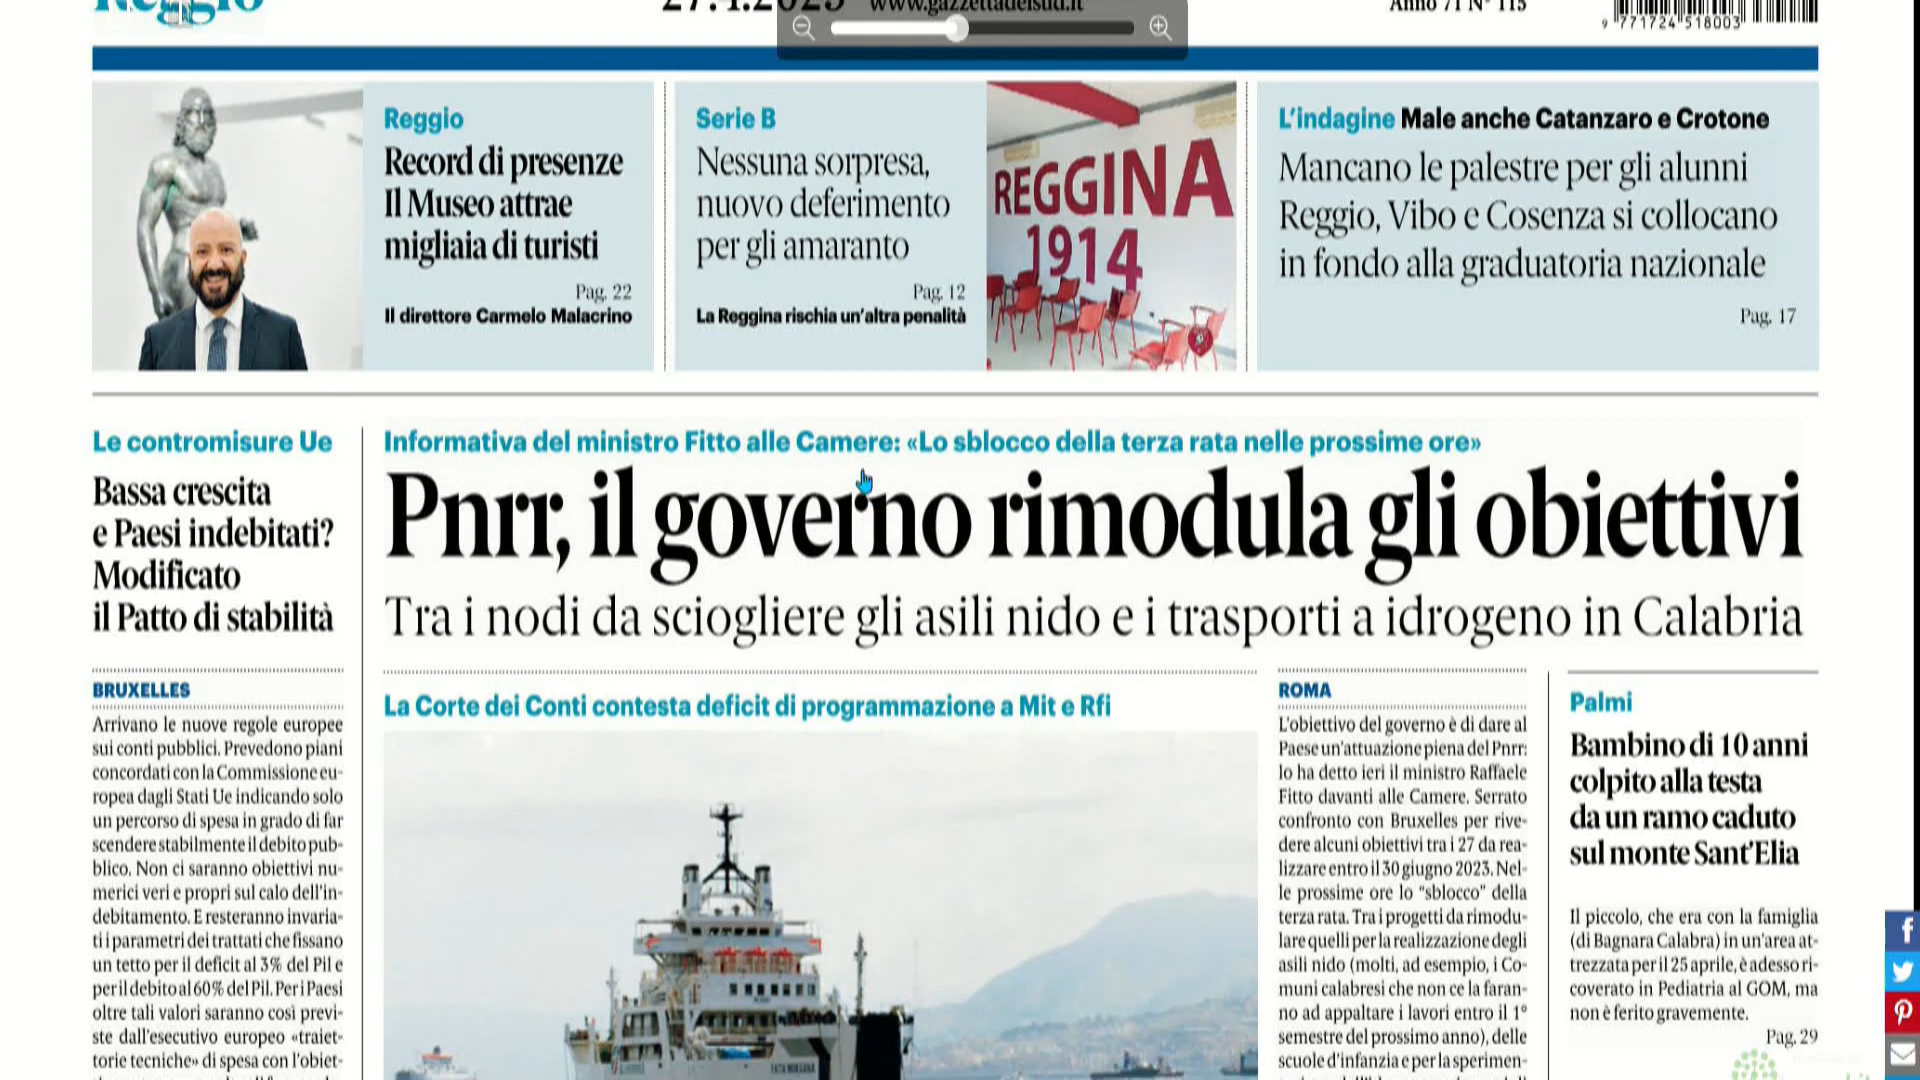 Reggio
27.4.2023
www.gazzettadelsud.it
Anno 71 N° 115
9 771724 518003
Reggio
Record di presenze
Il Museo attrae
migliaia di turisti
Pag. 22
Il direttore Carmelo Malacrino
Serie B
Nessuna sorpresa,
nuovo deferimento
per gli amaranto
Pag. 12
La Reggina rischia un'altra penalità
REGGINA
1914
L'indagine Male anche Catanzaro e Crotone
Mancano le palestre per gli alunni
Reggio, Vibo e Cosenza si collocano
in fondo alla graduatoria nazionale
Pag. 17
Le contromisure Ue
Bassa crescita
e Paesi indebitati?
Modificato
il Patto di stabilità
BRUXELLES
Arrivano le nuove regole europee
sui conti pubblici. Prevedono piani
concordati con la Commissione eu-
ropea dagli Stati Ue indicando solo
un percorso di spesa in grado di far
scendere stabilmente il debito pub-
blico. Non ci saranno obiettivi nu-
merici veri e propri sul calo dell'in-
debitamento. E resteranno invaria-
ti i parametri dei trattati che fissano
un tetto per il deficit al 3% del Pil e
per il debito al 60% del Pil. Per i Paesi
oltre tali valori saranno così previ-
ste dall'esecutivo europeo «traiet-
torie tecniche» di spesa con l'obiet-
Informativa del ministro Fitto alle Camere: «Lo sblocco della terza rata nelle prossime ore»
Pnrr, il governo rimodula gli obiettivi
Tra i nodi da sciogliere gli asili nido e i trasporti a idrogeno in Calabria
La Corte dei Conti contesta deficit di programmazione a Mit e Rfi
ROMA
L'obiettivo del governo è di dare al
Paese un'attuazione piena del Pnrr:
lo ha detto ieri il ministro Raffaele
Fitto davanti alle Camere. Serrato
confronto con Bruxelles per rive-
dere alcuni obiettivi tra i 27 da rea-
lizzare entro il 30 giugno 2023. Nel-
le prossime ore lo "sblocco" della
terza rata. Tra i progetti da rimodu-
lare quelli per la realizzazione degli
asili nido (molti, ad esempio, i Co-
muni calabresi che non ce la faran-
no ad appaltare i lavori entro il 1°
semestre del prossimo anno), delle
scuole d'infanzia e per la sperimen-
Palmi
Bambino di 10 anni
colpito alla testa
da un ramo caduto
sul monte Sant'Elia
Il piccolo, che era con la famiglia
(di Bagnara Calabra) in un'area at-
trezzata per il 25 aprile, è adesso ri-
coverato in Pediatria al GOM, ma
non è ferito gravemente.
Pag. 29